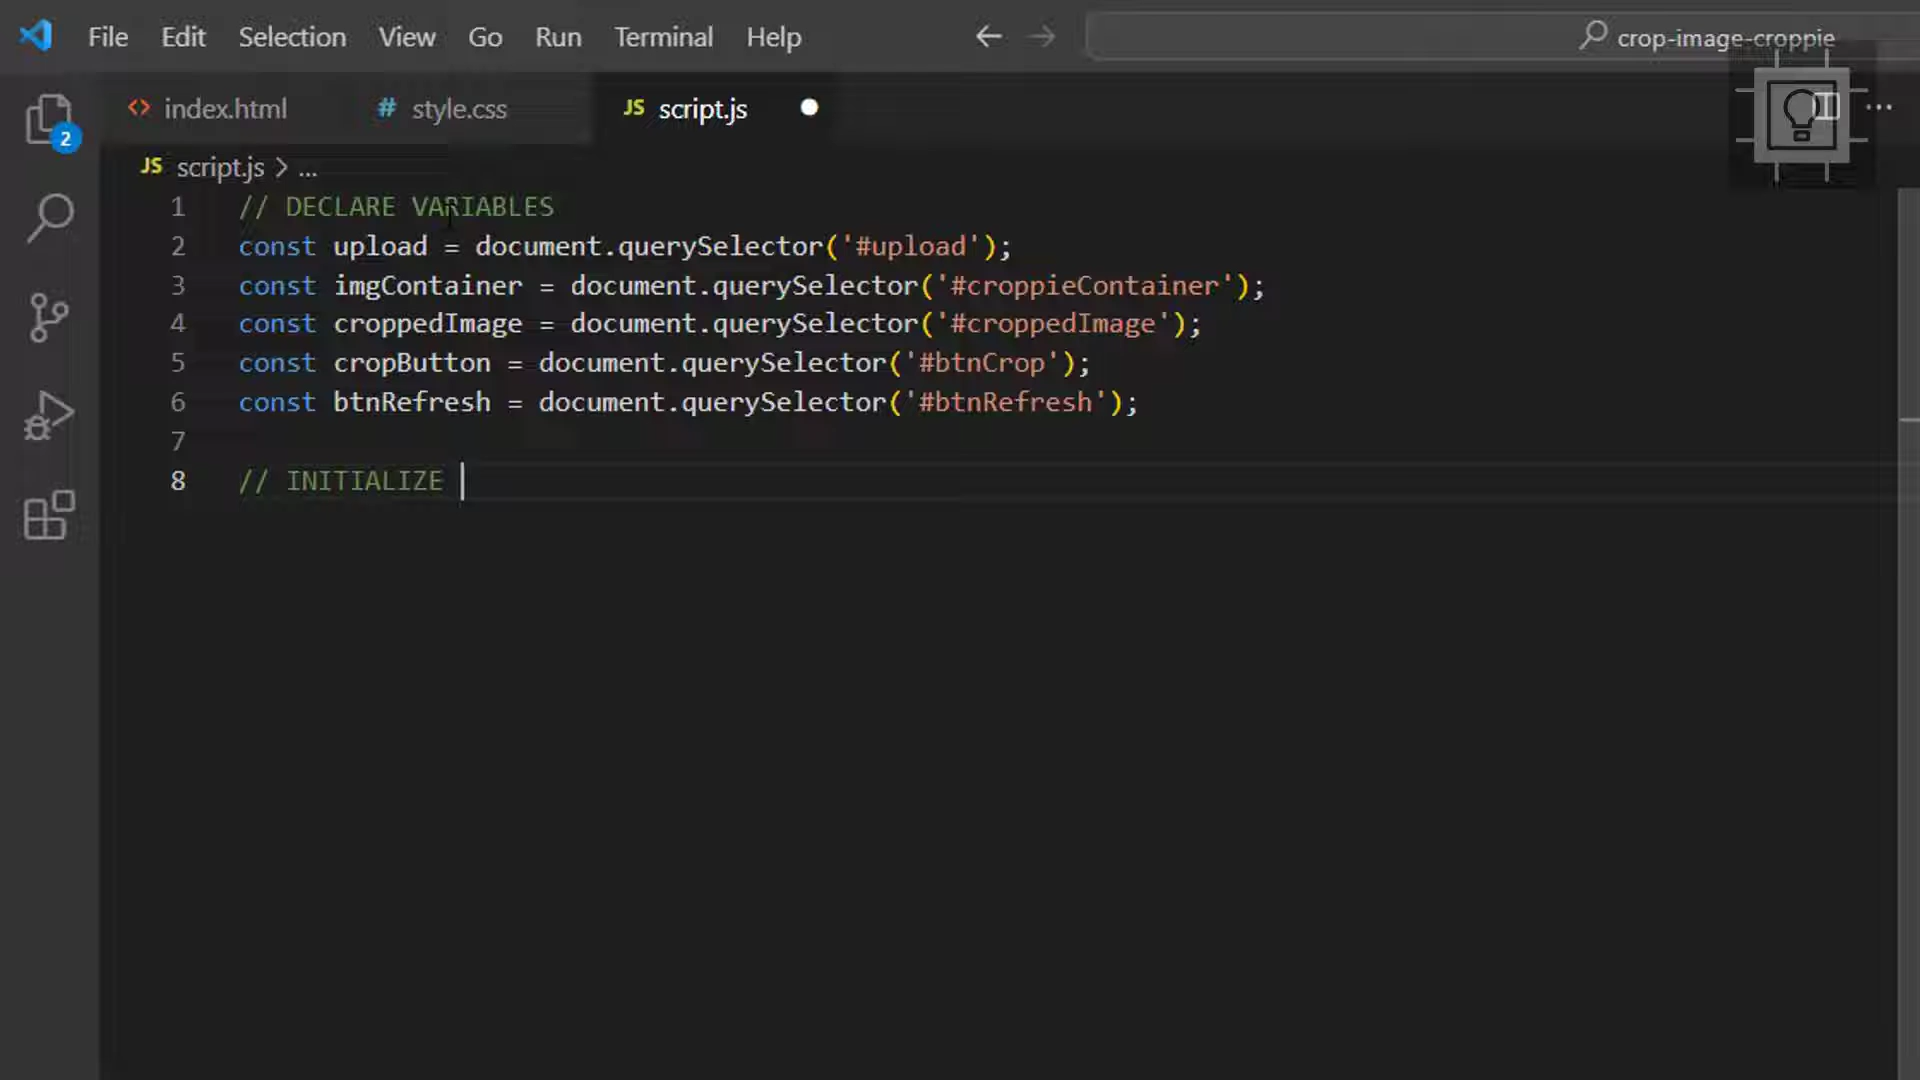 File Edit Selection View Go Run Terminal Help crop-image-croppie
index.html # style.css JS script.js
2
JS script.js > ...
1 // DECLARE VARIABLES
2 const upload = document.querySelector('#upload');
3 const imgContainer = document.querySelector('#croppieContainer');
4 const croppedImage = document.querySelector('#croppedImage');
5 const cropButton = document.querySelector('#btnCrop');
6 const btnRefresh = document.querySelector('#btnRefresh');
7
8 // INITIALIZE